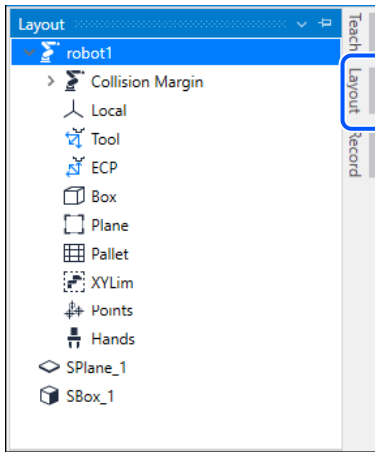 Layout
robot1
Collision Margin
Local
Tool
ECP
Box
Plane
Pallet
XYLim
Points
Hands
SPlane_1
SBox_1
Teach
Layout
Record